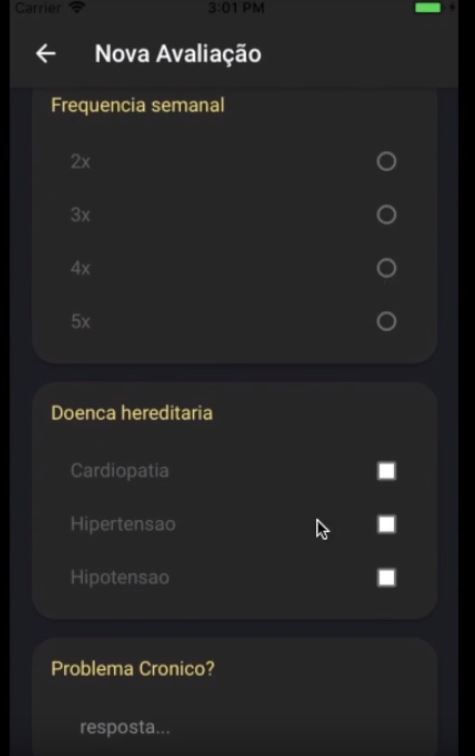 Carrier 3:01 PM
Nova Avaliação
Frequencia semanal
2x
3x
4x
5x
Doenca hereditaria
Cardiopatia
Hipertensao
Hipotensao
Problema Cronico?
resposta...